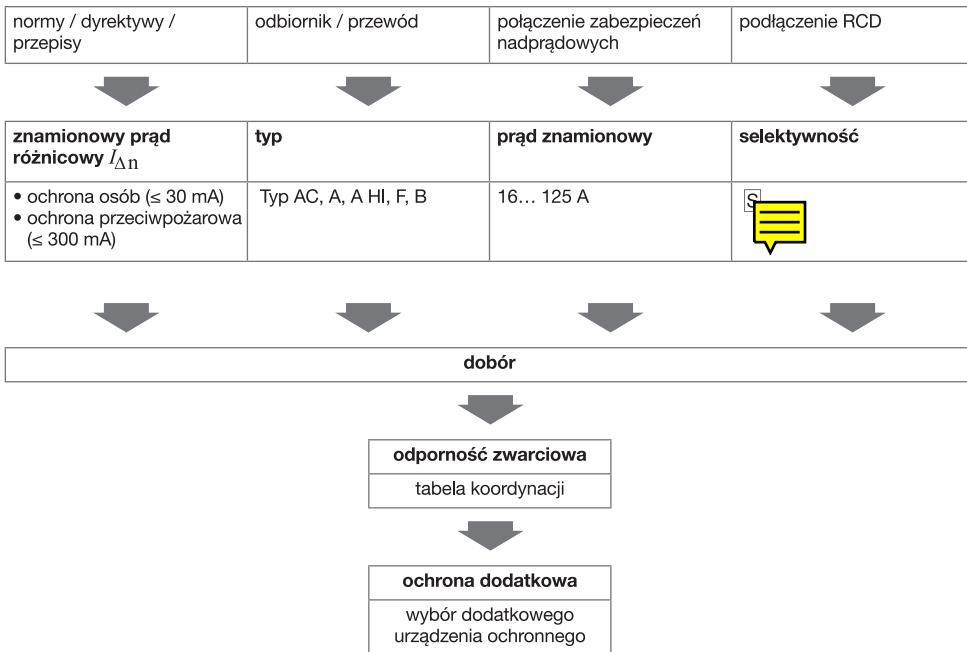 normy / dyrektywy /
przepisy
odbiornik / przewód
połączenie zabezpieczeń
nadprądowych
podłączenie RCD
znamionowy prąd
różnicowy IΔn
typ
prąd znamionowy
selektywność
• ochrona osób (≤ 30 mA)
• ochrona przeciwpożarowa
(≤ 300 mA)
Typ AC, A, A HI, F, B
16… 125 A
S
dobór
odporność zwarciowa
tabela koordynacji
ochrona dodatkowa
wybór dodatkowego
urządzenia ochronnego